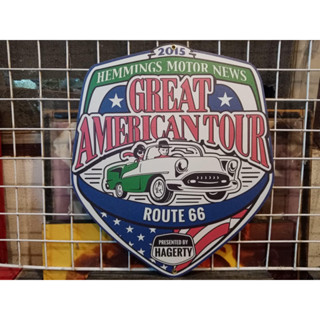 2015
HEMMINGS MOTOR NEWS
GREAT
AMERICAN TOUR
ROUTE 66
PRESENTED BY
HAGERTY